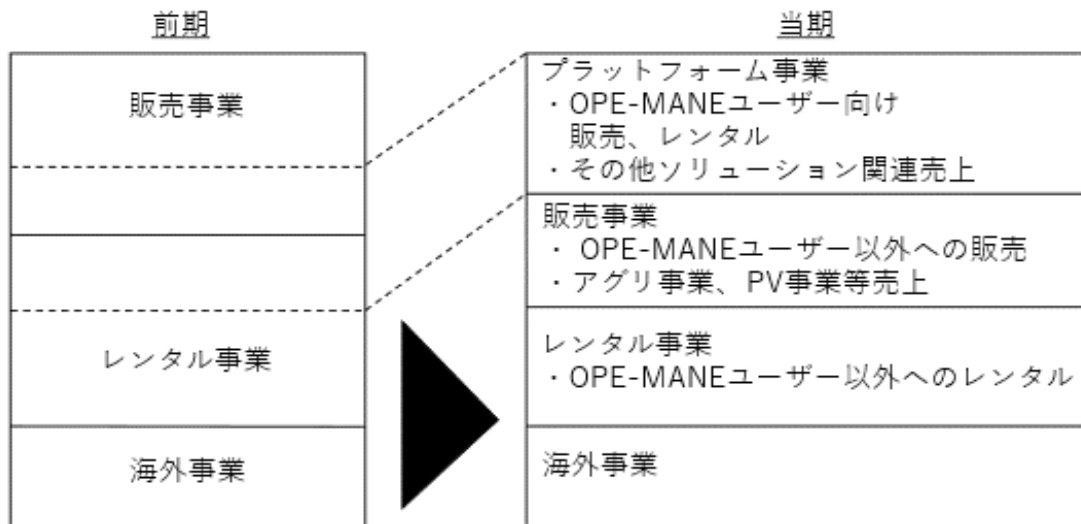 前期
販売事業
レンタル事業
海外事業
当期
プラットフォーム事業
・OPE-MANEユーザー向け
販売、レンタル
・その他ソリューション関連売上
販売事業
・ OPE-MANEユーザー以外への販売
・アグリ事業、PV事業等売上
レンタル事業
・OPE-MANEユーザー以外へのレンタル
海外事業